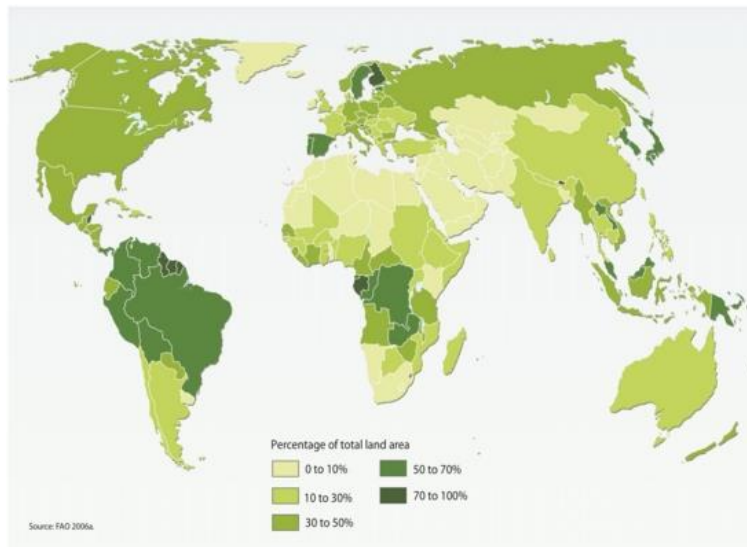 Percentage of total land area
0 to 10%
10 to 30%
30 to 50%
50 to 70%
70 to 100%
Source: FAO 2006a.